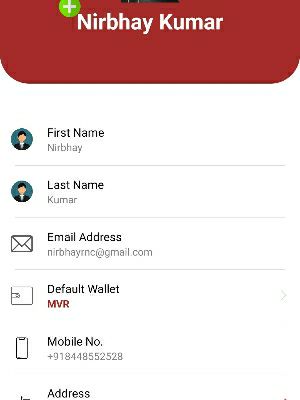 Nirbhay Kumar
First Name
Nirbhay
Last Name
Kumar
Email Address
nirbhayrnc@gmail.com
Default Wallet
MVR
Mobile No.
+918448552528
Address